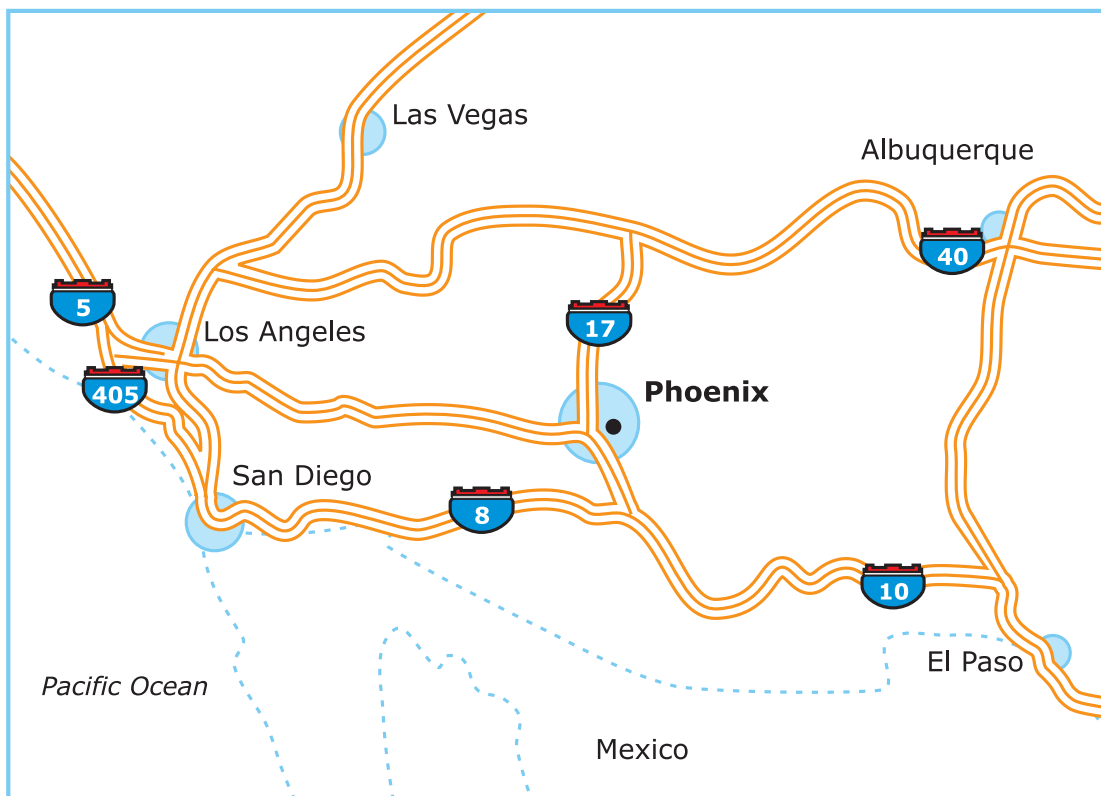 Las Vegas
Albuquerque
40
5
17
Los Angeles
405
Phoenix
San Diego
8
10
El Paso
Pacific Ocean
Mexico